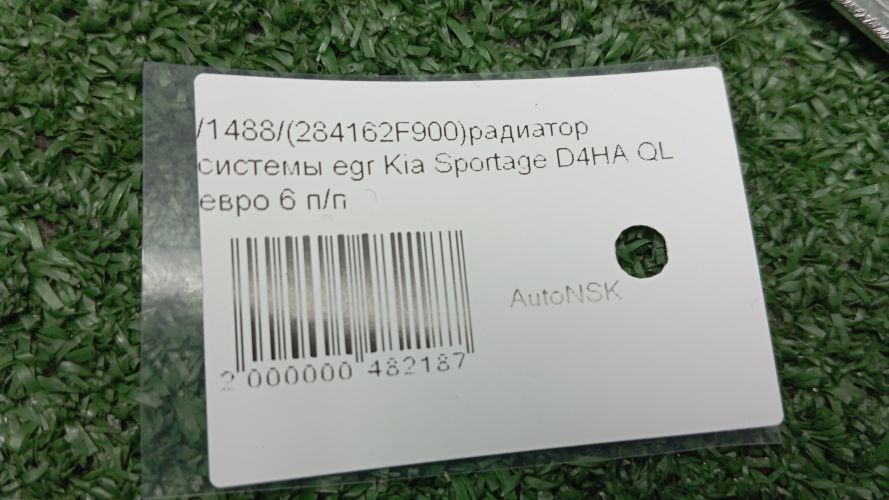 /1488/(284162F900)радиатор
системы egr Kia Sportage D4HA QL
евро 6 п/п
AutoNSK
2 000000 482187